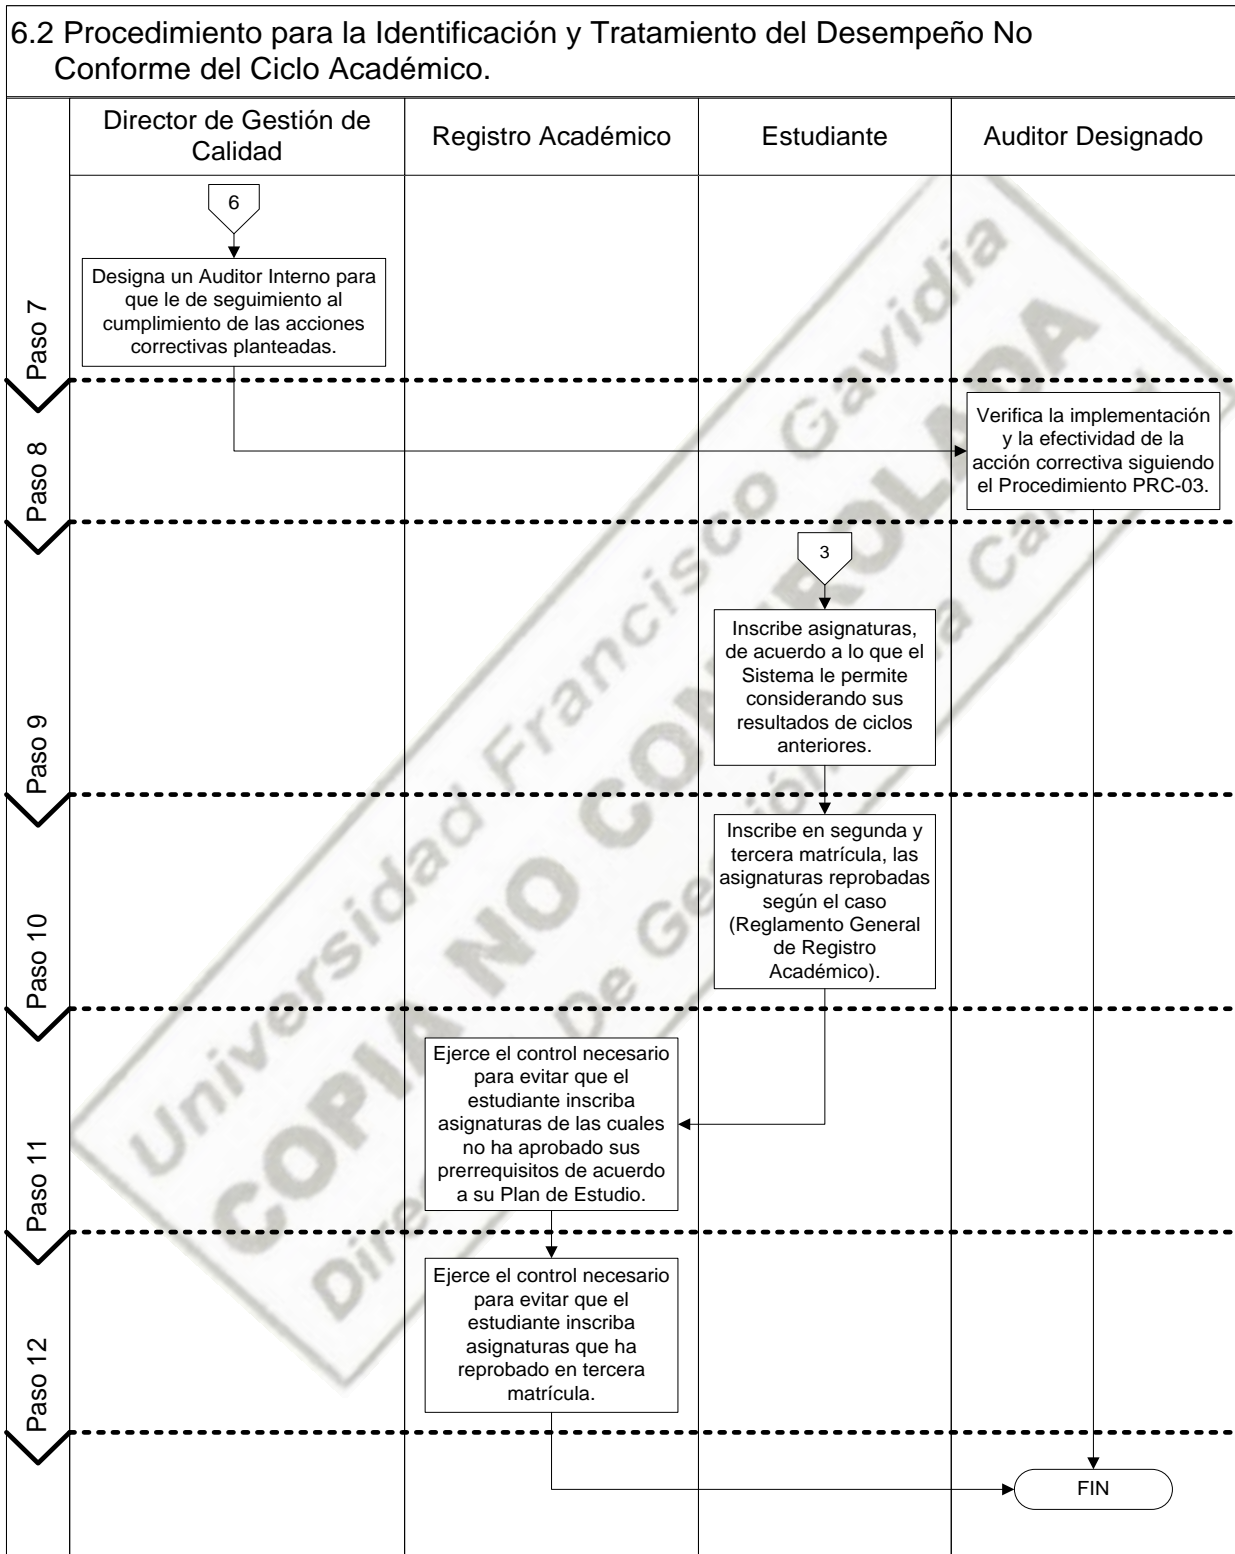 6.2 Procedimiento para la Identificación y Tratamiento del Desempeño No
Conforme del Ciclo Académico.
Director de Gestión de
Calidad
Registro Académico
Estudiante
Auditor Designado
Paso 7
6
Designa un Auditor Interno para
que le de seguimiento al
cumplimiento de las acciones
correctivas planteadas.
Paso 8
Verifica la implementación
y la efectividad de la
acción correctiva siguiendo
el Procedimiento PRC-03.
Paso 9
3
Inscribe asignaturas,
de acuerdo a lo que el
Sistema le permite
considerando sus
resultados de ciclos
anteriores.
Paso 10
Inscribe en segunda y
tercera matrícula, las
asignaturas reprobadas
según el caso
(Reglamento General
de Registro
Académico).
Paso 11
Ejerce el control necesario
para evitar que el
estudiante inscriba
asignaturas de las cuales
no ha aprobado sus
prerrequisitos de acuerdo
a su Plan de Estudio.
Paso 12
Ejerce el control necesario
para evitar que el
estudiante inscriba
asignaturas que ha
reprobado en tercera
matrícula.
FIN
Universidad Francisco Gavidia
COPIA NO CONTROLADA
De